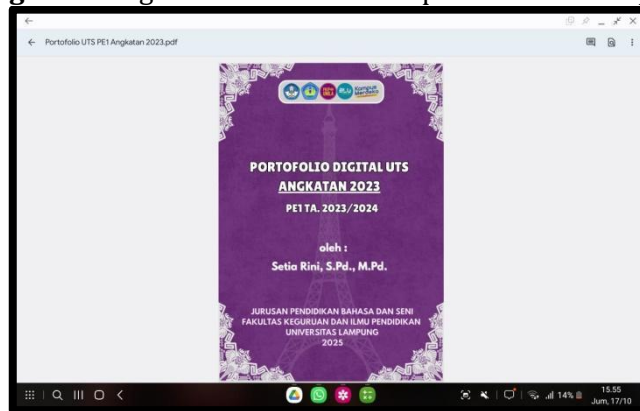 Portofolio UTS PE1 Angkatan 2023.pdf
PORTOFOLIO DIGITAL UTS
ANGKATAN 2023
PE1 TA. 2023/2024
oleh :
Setia Rini, S.Pd., M.Pd.
JURUSAN PENDIDIKAN BAHASA DAN SENI
FAKULTAS KEGURUAN DAN ILMU PENDIDIKAN
UNIVERSITAS LAMPUNG
2025
14%
15.55
Jum, 17/10